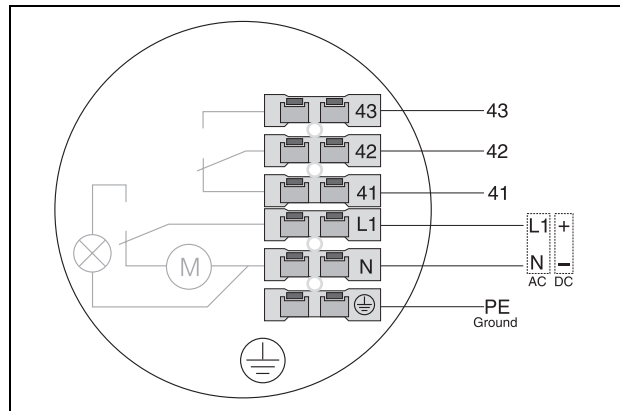 43 43
42 42
41 41
L1 L1 +
M N N –
AC DC
PE
Ground